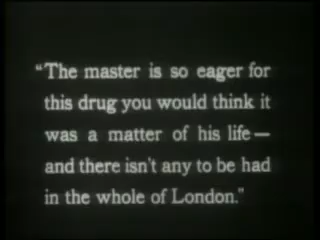 “The master is so eager for
this drug you would think it
was a matter of his life—
and there isn't any to be had
in the whole of London.”